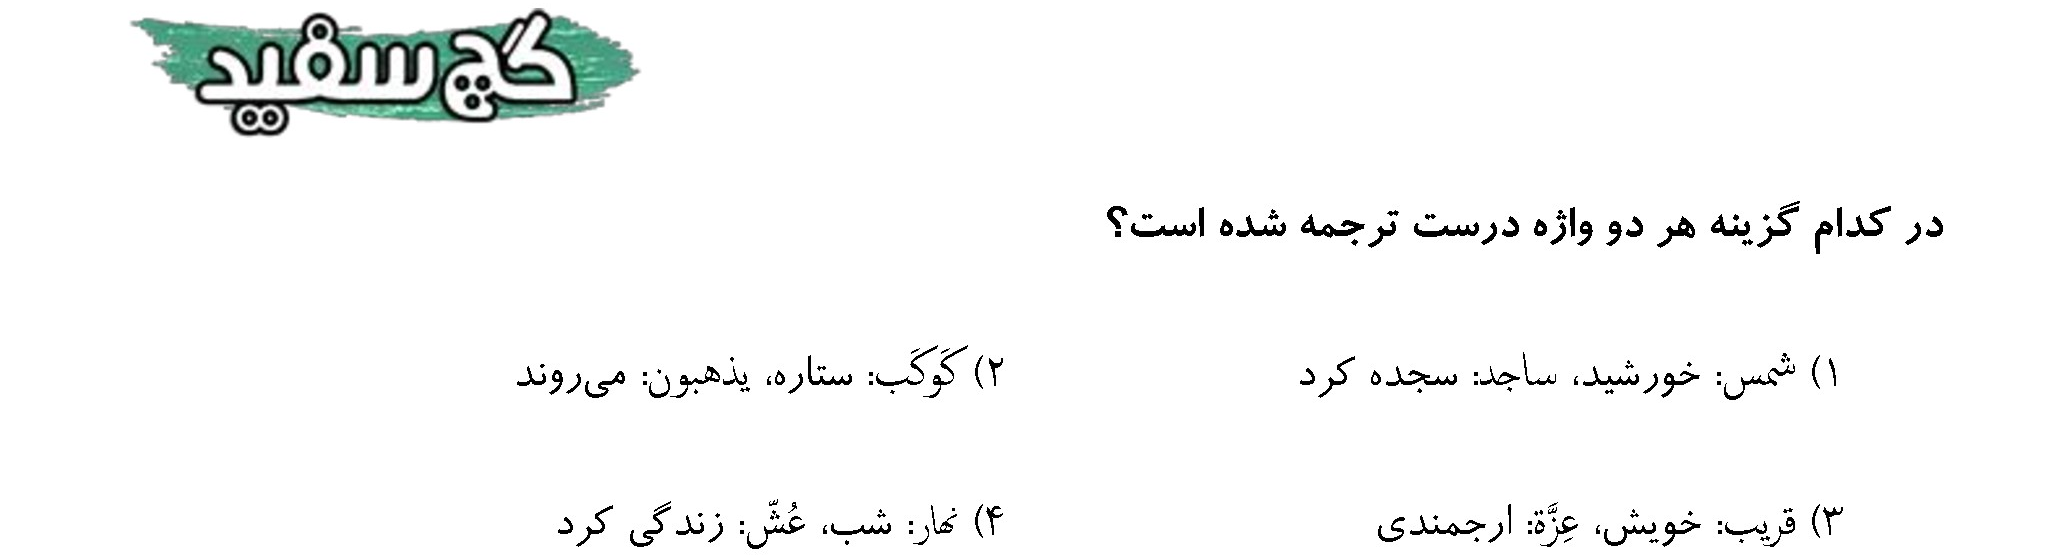 گچ سفید
در کدام گزینه هر دو واژه درست ترجمه شده است؟
۱) شمس: خورشید، ساجد: سجده کرد ۲) کَوکَب: ستاره، یذهبون: می‌روند
۳) قریب: خویش، عِزَّة: ارجمندی ۴) نهار: شب، عُشّ: زندگی کرد